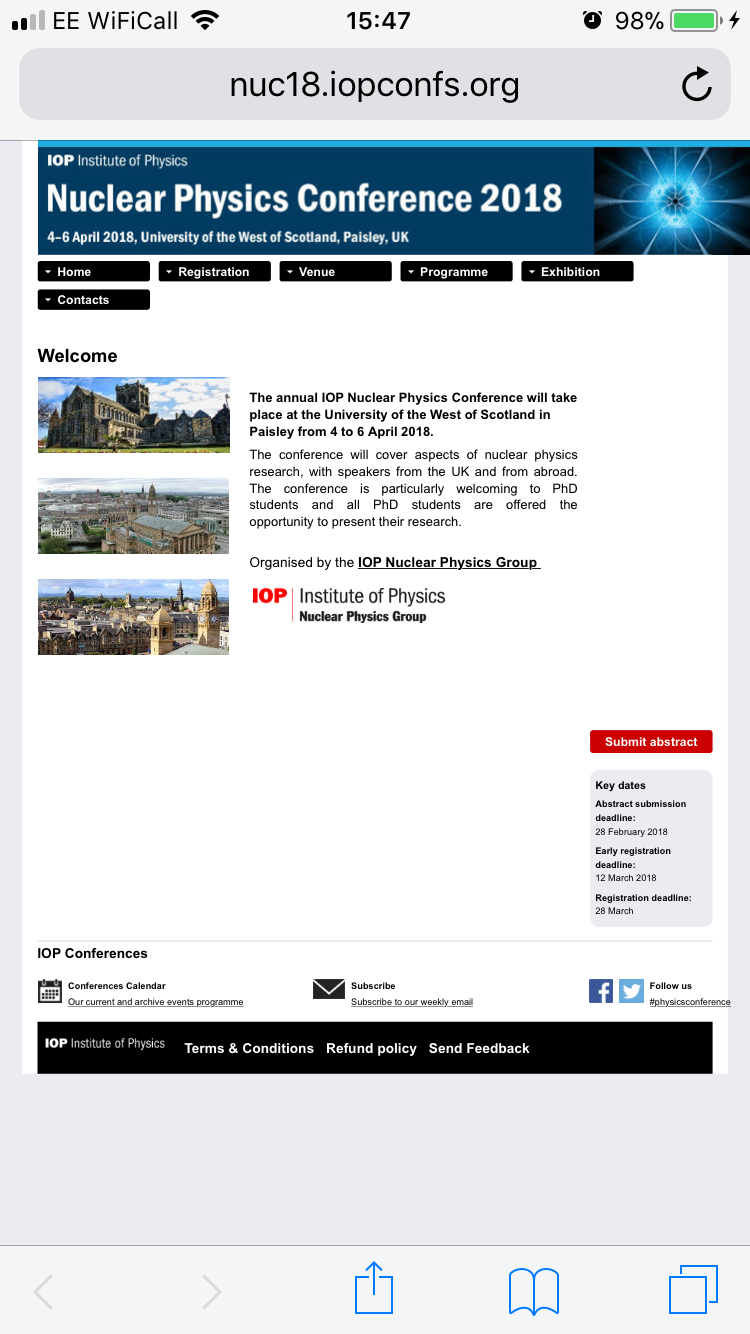 EE WiFiCall 15:47 98%
nuc18.iopconfs.org
IOP Institute of Physics
Nuclear Physics Conference 2018
4–6 April 2018, University of the West of Scotland, Paisley, UK
Home Registration Venue Programme Exhibition
Contacts
Welcome
The annual IOP Nuclear Physics Conference will take
place at the University of the West of Scotland in
Paisley from 4 to 6 April 2018.
The conference will cover aspects of nuclear physics
research, with speakers from the UK and from abroad.
The conference is particularly welcoming to PhD
students and all PhD students are offered the
opportunity to present their research.
Organised by the IOP Nuclear Physics Group
IOP Institute of Physics
Nuclear Physics Group
Submit abstract
Key dates
Abstract submission
deadline:
28 February 2018
Early registration
deadline:
12 March 2018
Registration deadline:
28 March
IOP Conferences
Conferences Calendar
Our current and archive events programme
Subscribe
Subscribe to our weekly email
Follow us
#physicsconference
IOP Institute of Physics Terms & Conditions Refund policy Send Feedback